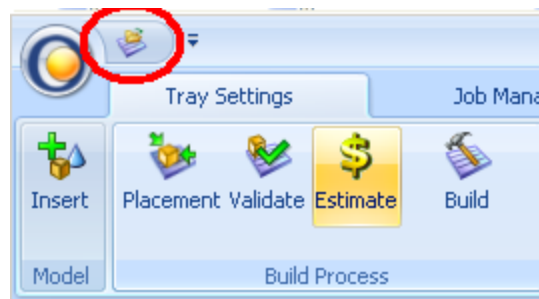 Tray Settings Job Mana
Insert Placement Validate Estimate Build
Model Build Process